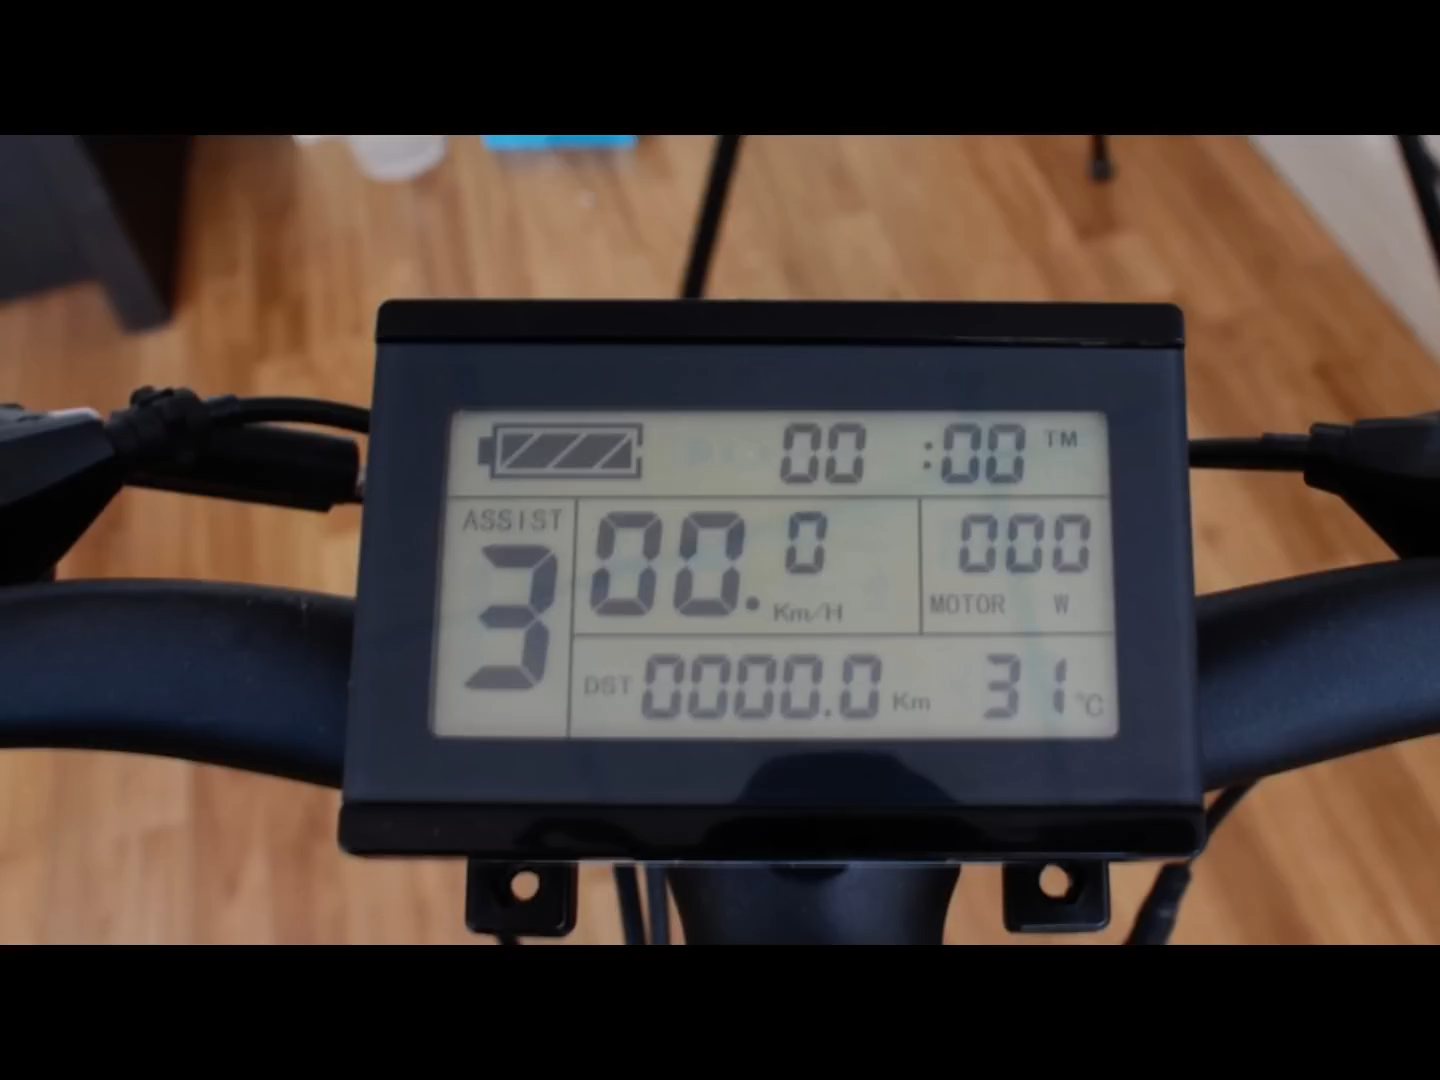 00 :00 TM
ASSIST
3
00.0 Km/H
000
MOTOR W
DST 0000.0 Km
31 °C